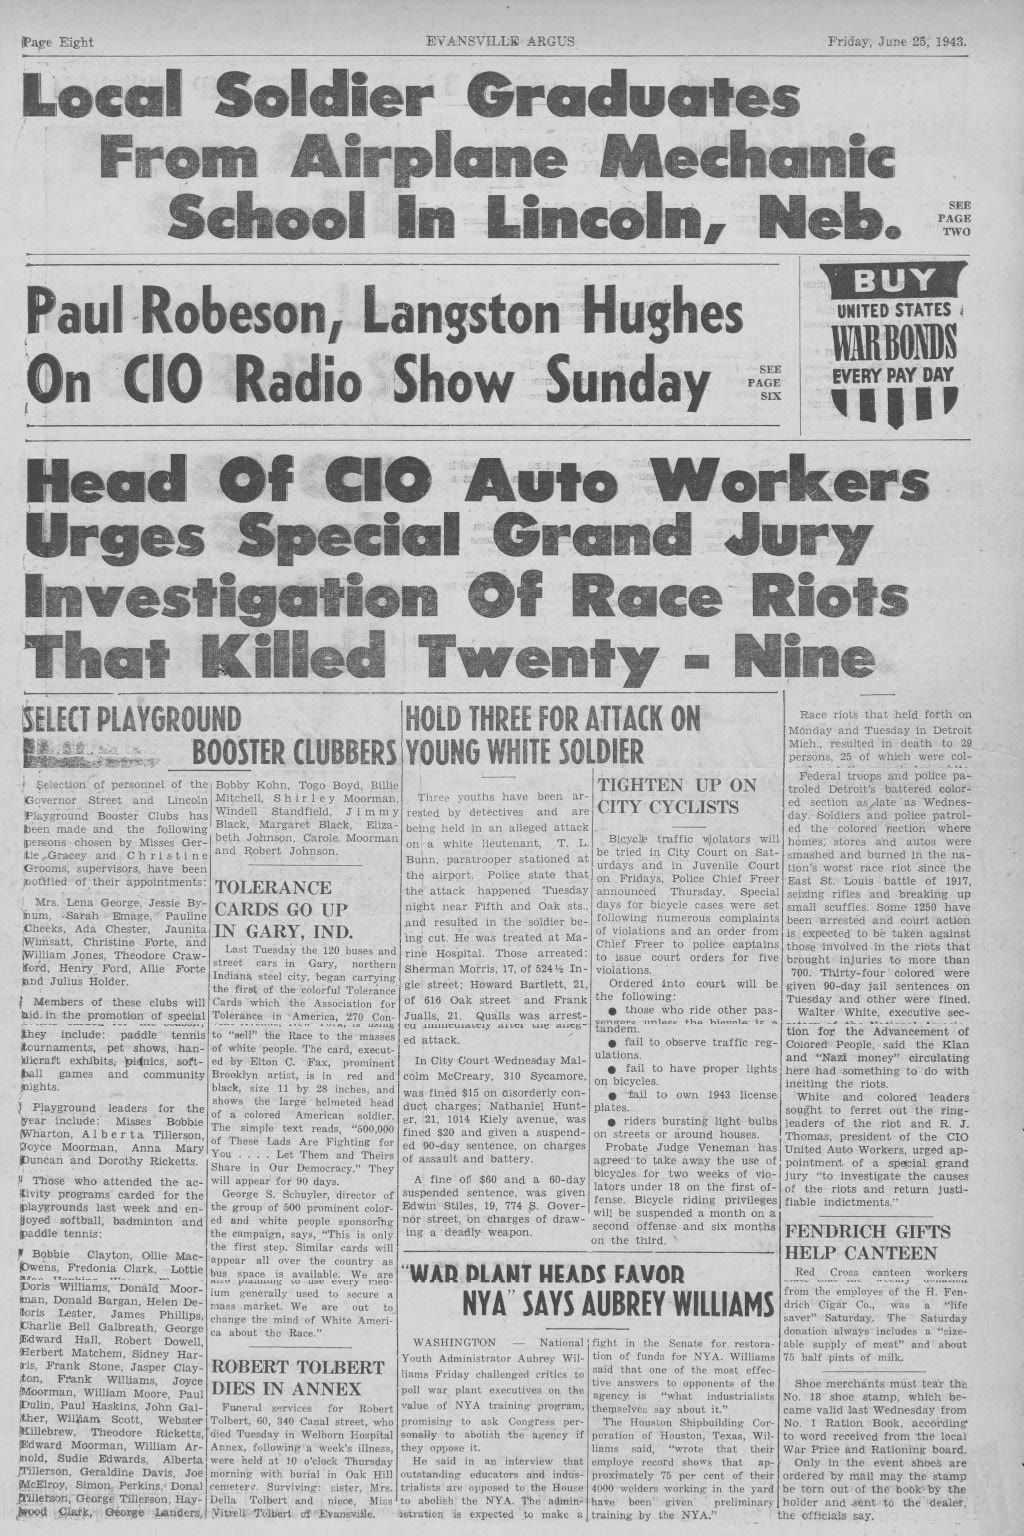 Page Eight
EVANSVILLE ARGUS
Friday, June 25, 1943.
Local Soldier Graduates
From Airplane Mechanic
School In Lincoln, Neb.
SEE
PAGE
TWO
Paul Robeson, Langston Hughes
On CIO Radio Show Sunday
SEE
PAGE
SIX
BUY
UNITED STATES
WAR BONDS
EVERY PAY DAY
Head Of CIO Auto Workers
Urges Special Grand Jury
Investigation Of Race Riots
That Killed Twenty - Nine
SELECT PLAYGROUND
BOOSTER CLUBBERS
Selection of personnel of the
Governor Street and Lincoln
Playground Booster Clubs has
been made and the following
persons chosen by Misses Ger-
tie Gracey and Christine
Grooms, supervisors, have been
notified of their appointments:
Mrs. Lena George, Jessie By-
num, Sarah Emage, Pauline
Cheeks, Ada Chester, Jaunita
Wimsatt, Christine Forte, and
William Jones, Theodore Craw-
ford, Henry Ford, Allie Forte
and Julius Holder.
Members of these clubs will
aid in the promotion of special
they include: paddle tennis
tournaments, pet shows, han-
dicraft exhibits, picnics, soft-
ball games and community
nights.
Playground leaders for the
year include: Misses Bobbie
Wharton, Alberta Tillerson,
Joyce Moorman, Anna Mary
Duncan and Dorothy Ricketts.
Those who attended the ac-
tivity programs carded for the
playgrounds last week and en-
joyed softball, badminton and
paddle tennis:
Bobbie Clayton, Ollie Mac-
Owens, Fredonia Clark, Lottie
Doris Williams, Donald Moor-
man, Donald Bargan, Helen De-
loris Lester, James Phillips,
Charlie Bell Galbreath, George
Edward Hall, Robert Dowell,
Herbert Matchem, Sidney Har-
ris, Frank Stone, Jasper Clay-
ton, Frank Williams, Joyce
Moorman, William Moore, Paul
Dulin, Paul Haskins, John Gai-
ther, William Scott, Webster
Killebrew, Theodore Ricketts,
Edward Moorman, William Ar-
nold, Sudie Edwards, Alberta
Tillerson, Geraldine Davis, Joe
McElroy, Simon Perkins, Donal
Tillerson, George Tillerson, Hay-
wood Clark, George Landers,
Bobby Kohn, Togo Boyd, Billie
Mitchell, Shirley Moorman,
Windell Standfield, Jimmy
Black, Margaret Black, Eliza-
beth Johnson, Carole Moorman
and Robert Johnson.
TOLERANCE
CARDS GO UP
IN GARY, IND.
Last Tuesday the 120 buses and
street cars in Gary, northern
Indiana steel city, began carrying
the first of the colorful Tolerance
Cards which the Association for
Tolerance in America, 270 Con-
to "sell" the Race to the masses
of white people. The card, execut-
ed by Elton C. Fax, prominent
Brooklyn artist, is in red and
black, size 11 by 28 inches, and
shows the large helmeted head
of a colored American soldier.
The simple text reads, "500,000
of These Lads Are Fighting for
You .... Let Them and Theirs
Share in Our Democracy." They
will appear for 90 days.
George S. Schuyler, director of
the group of 500 prominent color-
ed and white people sponsoring
the campaign, says, "This is only
the first step. Similar cards will
appear all over the country as
bus space is available. We are
also planning to use every med-
ium generally used to secure a
mass market. We are out to
change the mind of White Ameri-
ca about the Race."
ROBERT TOLBERT
DIES IN ANNEX
Funeral services for Robert
Tolbert, 60, 340 Canal street, who
died Tuesday in Welborn Hospital
Annex, following a week's illness,
were held at 10 o'clock Thursday
morning with burial in Oak Hill
cemetery. Surviving: sister, Mrs.
Della Tolbert and niece, Miss
Vitrell Tolbert of Evansville.
HOLD THREE FOR ATTACK ON
YOUNG WHITE SOLDIER
Three youths have been ar-
rested by detectives and are
being held in an alleged attack
on a white lieutenant, T. L.
Bunn, paratrooper stationed at
the airport. Police state that
the attack happened Tuesday
night near Fifth and Oak sts.,
and resulted in the soldier be-
ing cut. He was treated at Ma-
rine Hospital. Those arrested:
Sherman Morris, 17, of 524½ In-
gle street; Howard Bartlett, 21,
of 616 Oak street and Frank
Jualls, 21. Qualls was arrest-
ed immediately after the alleg-
ed attack.
In City Court Wednesday Mal-
colm McCreary, 310 Sycamore,
was fined $15 on disorderly con-
duct charges; Nathaniel Hunt-
er, 21, 1014 Kiely avenue, was
fined $20 and given a suspend-
ed 90-day sentence, on charges
of assault and battery.
A fine of $60 and a 60-day
suspended sentence, was given
Edwin Stiles, 19, 774 S. Gover-
nor street, on charges of draw-
ing a deadly weapon.
TIGHTEN UP ON
CITY CYCLISTS
Bicycle traffic violators will
be tried in City Court on Sat-
urdays and in Juvenile Court
on Fridays, Police Chief Freer
announced Thursday. Special
days for bicycle cases were set
following numerous complaints
of violations and an order from
Chief Freer to police captains
to issue court orders for five
violations.
Ordered into court will be
the following:
● those who ride other pas-
sengers unless the bicycle is a
tandem.
● fail to observe traffic reg-
ulations.
● fail to have proper lights
on bicycles.
● fail to own 1943 license
plates.
● riders bursting light bulbs
on streets or around houses.
Probate Judge Veneman has
agreed to take away the use of
bicycles for two weeks of vio-
lators under 18 on the first of-
fense. Bicycle riding privileges
will be suspended a month on a
second offense and six months
on the third.
"WAR PLANT HEADS FAVOR
NYA" SAYS AUBREY WILLIAMS
WASHINGTON — National
Youth Administrator Aubrey Wil-
liams Friday challenged critics to
poll war plant executives on the
value of NYA training program,
promising to ask Congress per-
sonally to abolish the agency if
they oppose it.
He said in an interview that
outstanding educators and indus-
trialists are opposed to the House
to abolish the NYA. The admin-
istration is expected to make a
fight in the Senate for restora-
tion of funds for NYA. Williams
said that one of the most effec-
tive answers to opponents of the
agency is "what industrialists
themselves say about it."
The Houston Shipbuilding Cor-
poration of Houston, Texas, Wil-
liams said, "wrote that their
employe record shows that ap-
proximately 75 per cent of their
4000 welders working in the yard
have been given preliminary
training by the NYA."
Race riots that held forth on
Monday and Tuesday in Detroit
Mich., resulted in death to 29
persons, 25 of which were col-
Federal troops and police pa-
troled Detroit's battered color-
ed section as late as Wednes-
day. Soldiers and police patrol-
ed the colored section where
homes, stores and autos were
smashed and burned in the na-
tion's worst race riot since the
East St. Louis battle of 1917,
seizing rifles and breaking up
small scuffles. Some 1250 have
been arrested and court action
is expected to be taken against
those involved in the riots that
brought injuries to more than
700. Thirty-four colored were
given 90-day jail sentences on
Tuesday and other were fined.
Walter White, executive sec-
tion for the Advancement of
Colored People, said the Klan
and "Nazi money" circulating
here had something to do with
inciting the riots.
White and colored leaders
sought to ferret out the ring-
leaders of the riot and R. J.
Thomas, president of the CIO
United Auto Workers, urged ap-
pointment of a special grand
jury "to investigate the causes
of the riots and return justi-
fiable indictments."
FENDRICH GIFTS
HELP CANTEEN
Red Cross canteen workers
from the employes of the H. Fen-
drich Cigar Co., was a "life
saver" Saturday. The Saturday
donation always includes a "size-
able supply of meat" and about
75 half pints of milk.
Shoe merchants must tear the
No. 18 shoe stamp, which be-
came valid last Wednesday from
No. 1 Ration Book, according
to word received from the local
War Price and Rationing board.
Only in the event shoes are
ordered by mail may the stamp
be torn out of the book by the
holder and sent to the dealer,
the officials say.